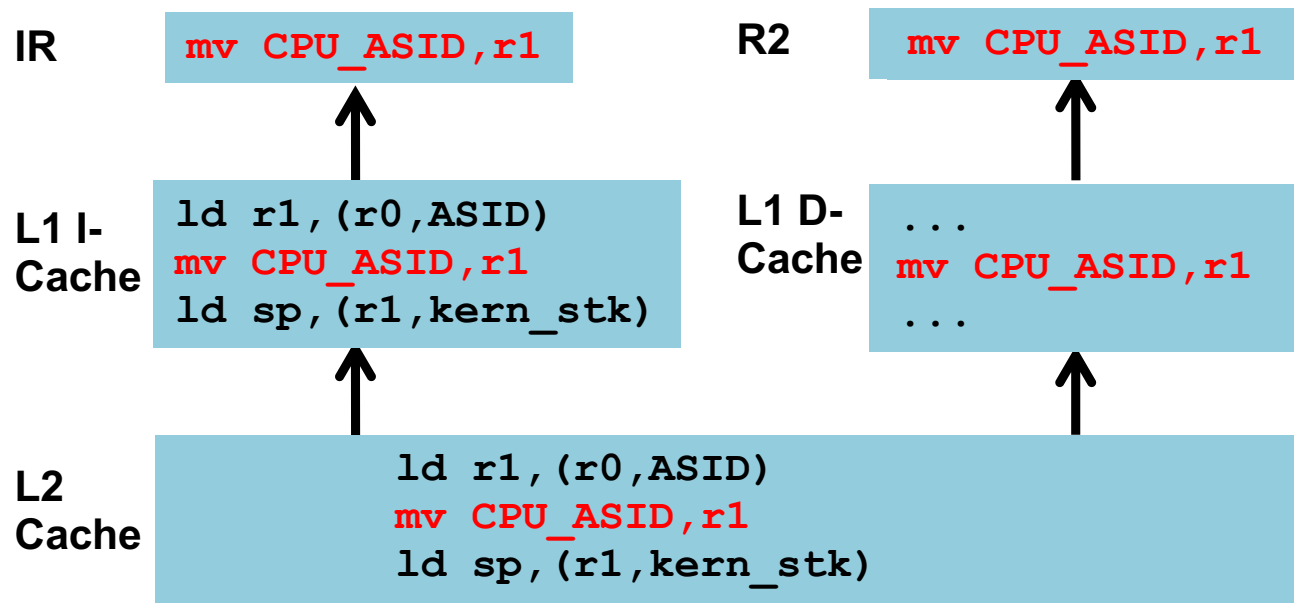 IR
mv CPU_ASID,r1
R2
mv CPU_ASID,r1
L1 I-
Cache
ld r1,(r0,ASID)
mv CPU_ASID,r1
ld sp,(r1,kern_stk)
L1 D-
Cache
...
mv CPU_ASID,r1
...
L2
Cache
ld r1,(r0,ASID)
mv CPU_ASID,r1
ld sp,(r1,kern_stk)